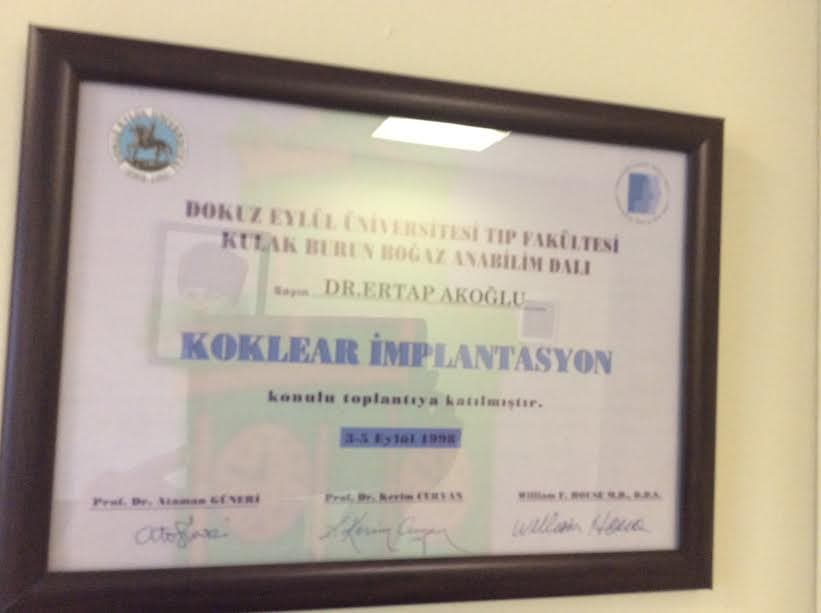 DOKUZ EYLÜL ÜNİVERSİTESİ TIP FAKÜLTESİ
KULAK BURUN BOĞAZ ANABİLİM DALI
Sayın DR.ERTAP AKOĞLU
KOKLEAR İMPLANTASYON
konulu toplantıya katılmıştır.
3-5 Eylül 1998
Prof. Dr. Ataman GÜNERİ Prof. Dr. Kerim CERYAN William F. HOUSE M.D., D.D.S.